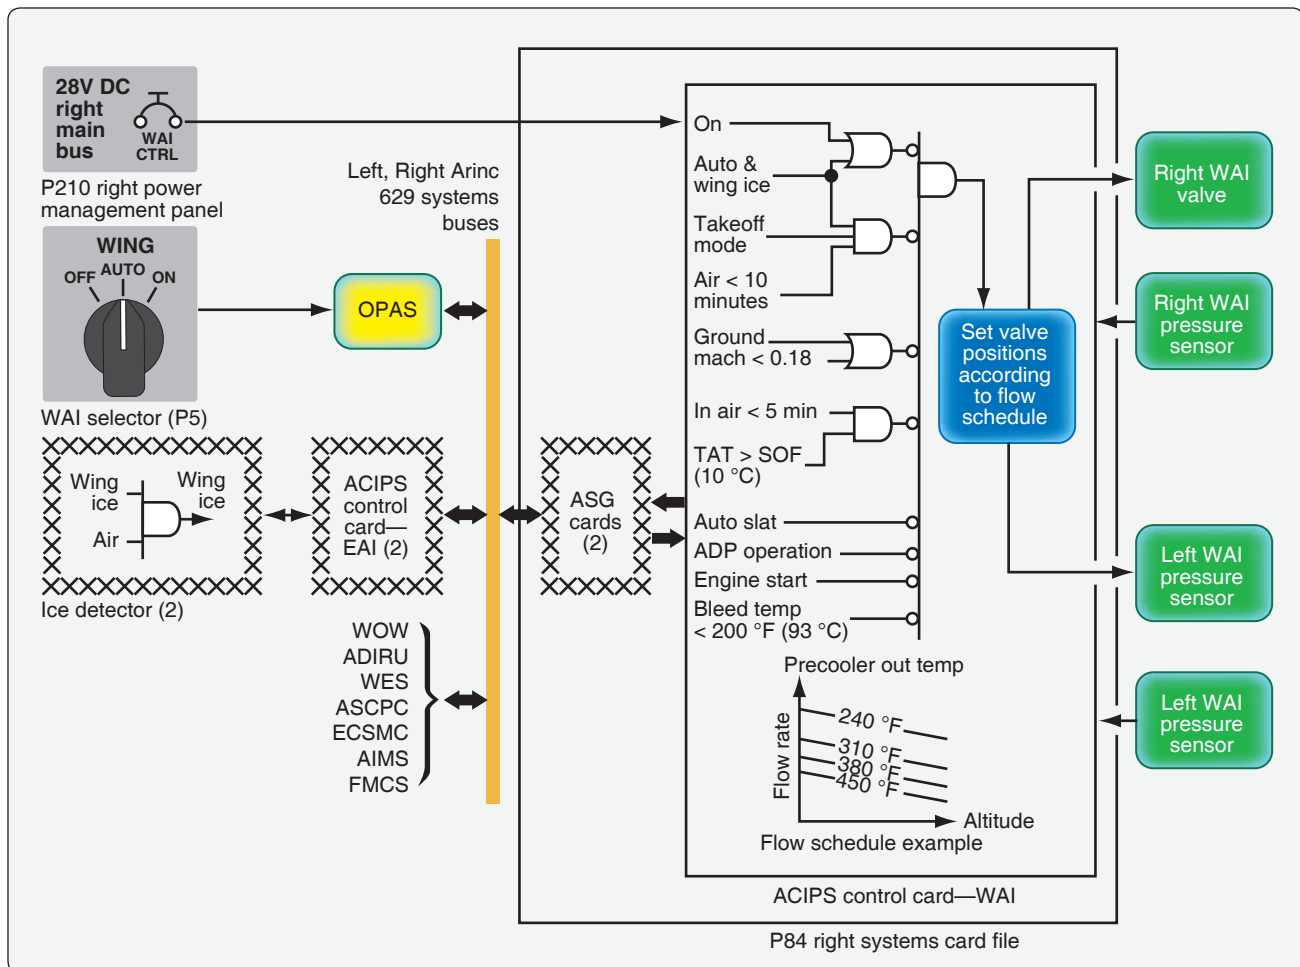 28V DC
right
main
bus
WAI
CTRL
P210 right power
management panel
WING
OFF
AUTO
ON
WAI selector (P5)
Left, Right Arinc
629 systems
buses
OPAS
Wing
ice
Air
Wing
ice
Ice detector (2)
ACIPS
control
card—
EAI (2)
WOW
ADIRU
WES
ASCPC
ECSMC
AIMS
FMCS
ASG
cards
(2)
On
Auto &
wing ice
Takeoff
mode
Air < 10
minutes
Ground
mach < 0.18
In air < 5 min
TAT > SOF
(10 °C)
Auto slat
ADP operation
Engine start
Bleed temp
< 200 °F (93 °C)
Set valve
positions
according
to flow
schedule
Precooler out temp
Flow rate
240 °F
310 °F
380 °F
450 °F
Altitude
Flow schedule example
ACIPS control card—WAI
P84 right systems card file
Right WAI
valve
Right WAI
pressure
sensor
Left WAI
pressure
sensor
Left WAI
pressure
sensor